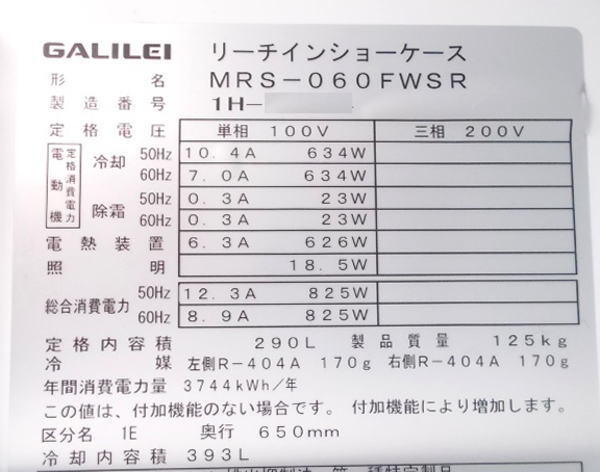 GALILEI リーチインショーケース
形名 MRS-060FWSR
製造番号 1H-
定格電圧 単相 100V 三相 200V
電動機 定格消費電力 冷却 50Hz 10.4A 634W
60Hz 7.0A 634W
除霜 50Hz 0.3A 23W
60Hz 0.3A 23W
電熱装置 6.3A 626W
照明 18.5W
総合消費電力 50Hz 12.3A 825W
60Hz 8.9A 825W
定格内容積 290L 製品質量 125kg
冷媒 左側R-404A 170g 右側R-404A 170g
年間消費電力量 3744kWh/年
この値は、付加機能のない場合です。付加機能により増加します。
区分名 1E 奥行 650mm
冷却内容積 393L